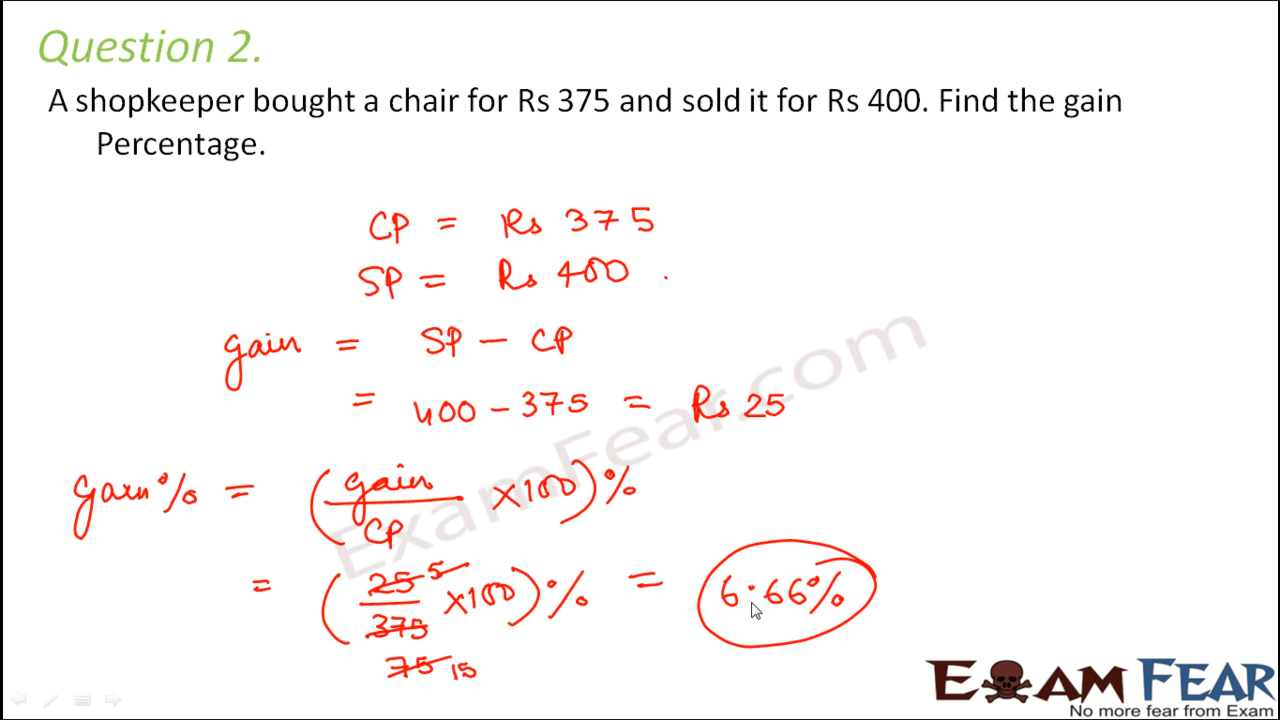 Question 2.
A shopkeeper bought a chair for Rs 375 and sold it for Rs 400. Find the gain
Percentage.
CP = Rs 375
SP = Rs 400 .
gain = SP - CP
= 400 - 375 = Rs 25
gain % = (gain/CP × 100) %
= (25 5/375 × 100) % = 6.66%
75 15
ExamFear.com
EXAM FEAR
No more fear from Exam